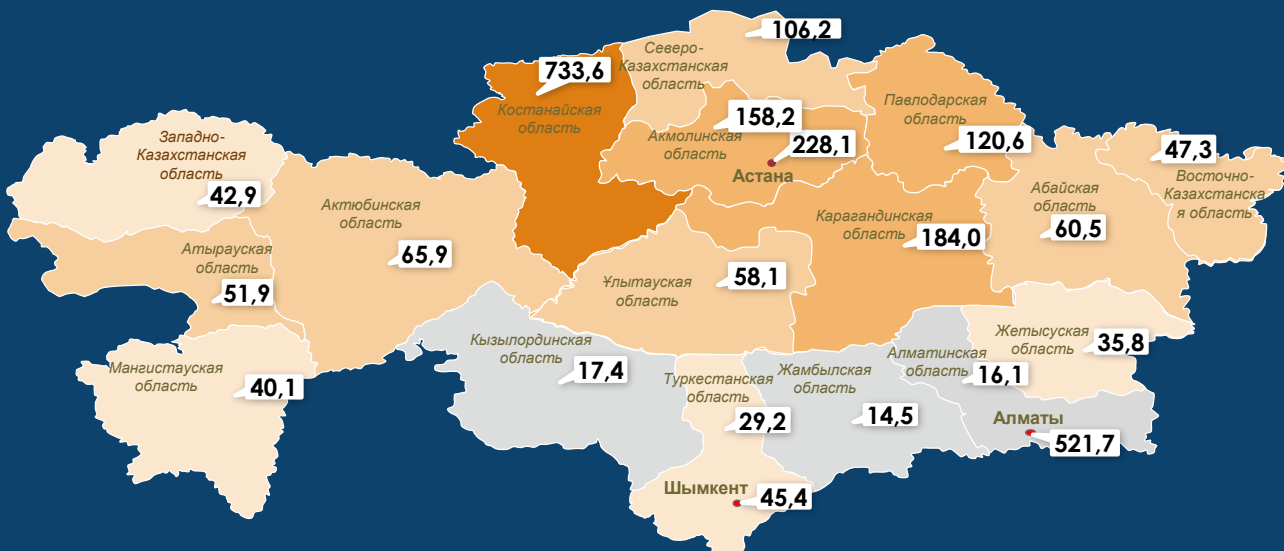 106,2
Северо-
Казахстанская
область
733,6
Костанайская
область
Павлодарская
область
120,6
158,2
Акмолинская
область
228,1
Астана
Западно-
Казахстанская
область
42,9
47,3
Восточно-
Казахстанска
я область
Абайская
область
60,5
Актюбинская
область
65,9
Карагандинская
область
184,0
Атырауская
область
51,9
Ұлытауская
область
58,1
Жетысуская
область
35,8
Кызылординская
область
17,4
Алматинская
область
16,1
Мангистауская
область
40,1
Туркестанская
область
29,2
Жамбылская
область
14,5
Алматы
521,7
Шымкент
45,4